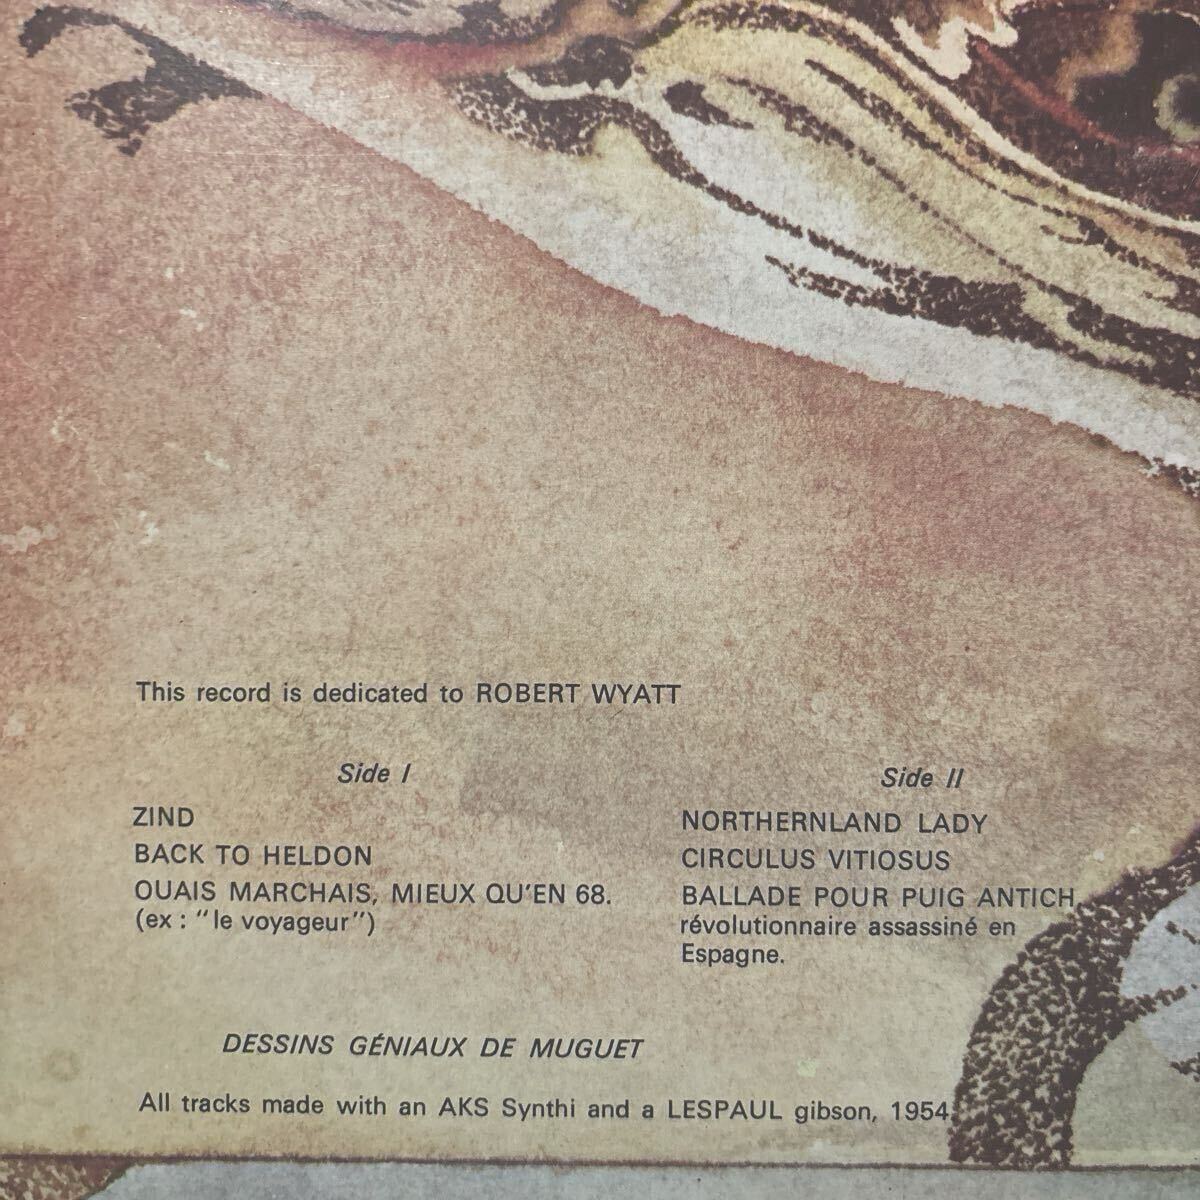 This record is dedicated to ROBERT WYATT
Side I
ZIND
BACK TO HELDON
OUAIS MARCHAIS, MIEUX QU'EN 68.
(ex : "le voyageur")
Side II
NORTHERNLAND LADY
CIRCULUS VITIOSUS
BALLADE POUR PUIG ANTICH,
révolutionnaire assassiné en
Espagne.
DESSINS GÉNIAUX DE MUGUET
All tracks made with an AKS Synthi and a LESPAUL gibson, 1954.